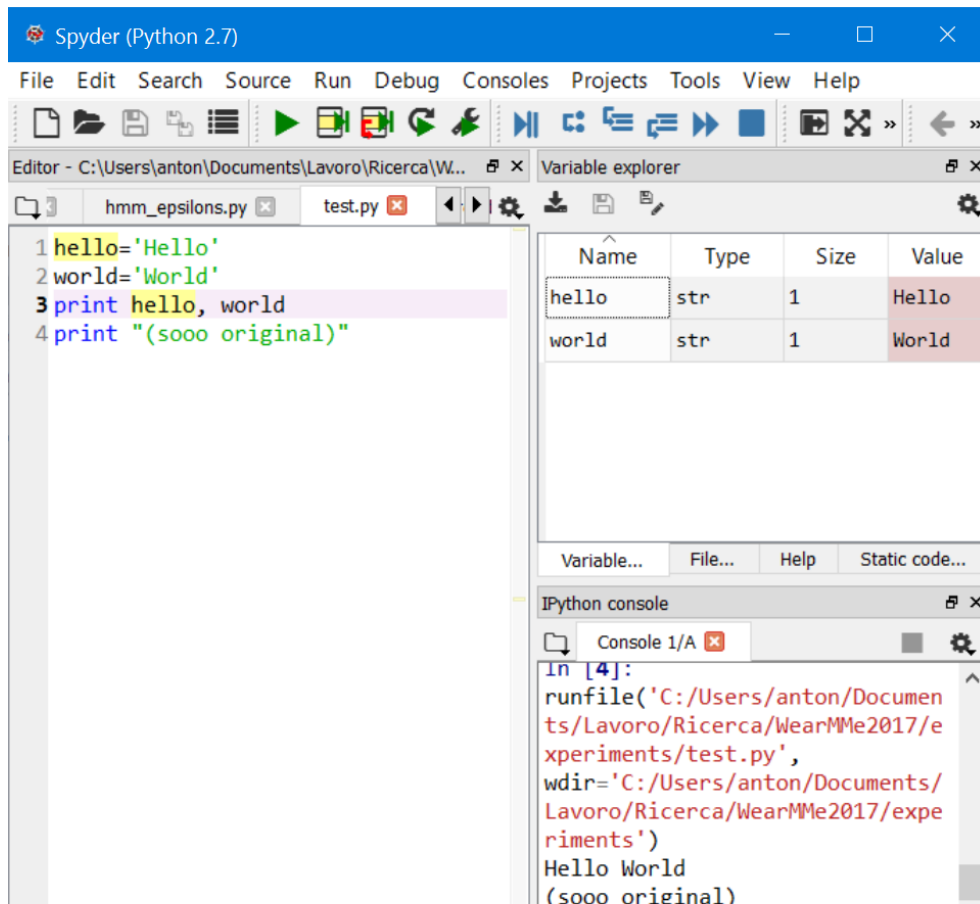 Spyder (Python 2.7)
File Edit Search Source Run Debug Consoles Projects Tools View Help
Editor - C:\Users\anton\Documents\Lavoro\Ricerca\W...
hmm_epsilons.py test.py
1 hello='Hello'
2 world='World'
3 print hello, world
4 print "(sooo original)"
Variable explorer
Name Type Size Value
hello str 1 Hello
world str 1 World
Variable... File... Help Static code...
IPython console
Console 1/A
In [4]:
runfile('C:/Users/anton/Documen
ts/Lavoro/Ricerca/WearMMe2017/e
xperiments/test.py',
wdir='C:/Users/anton/Documents/
Lavoro/Ricerca/WearMMe2017/expe
riments')
Hello World
(sooo original)